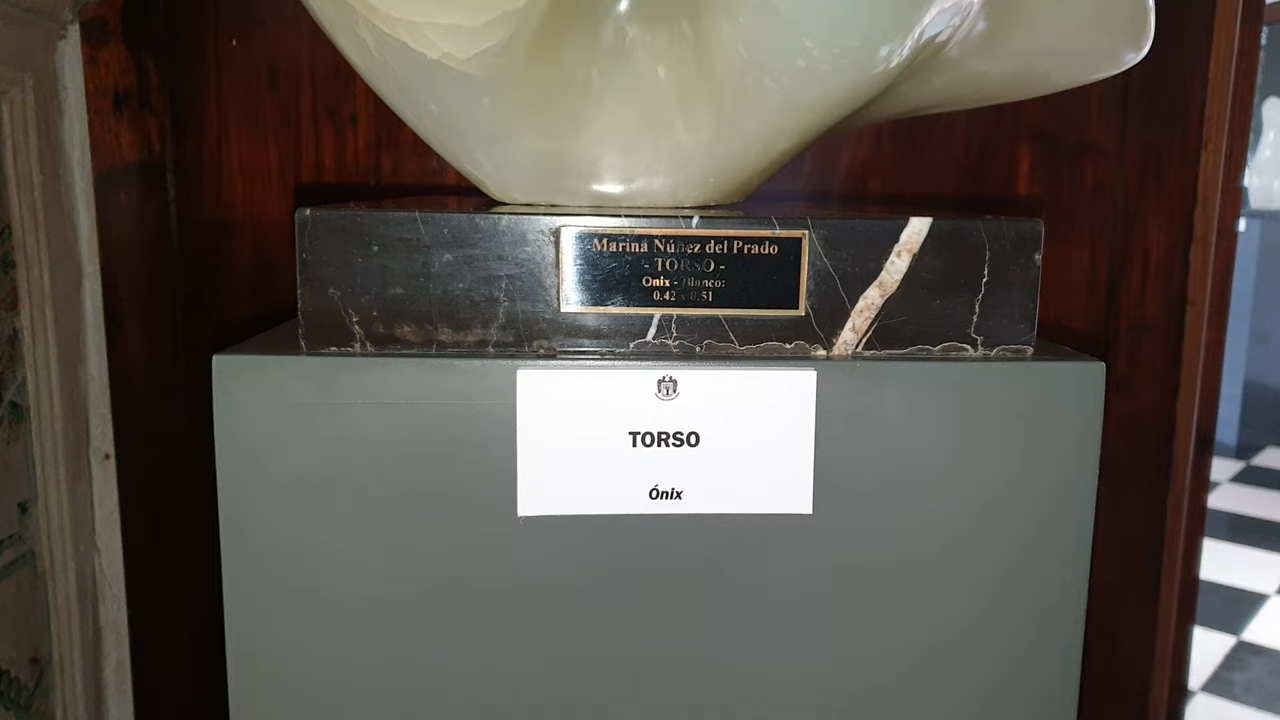 Marina Núñez del Prado
- TORSO -
Onix - Blanco:
0.42 x 0.51
TORSO
Ónix